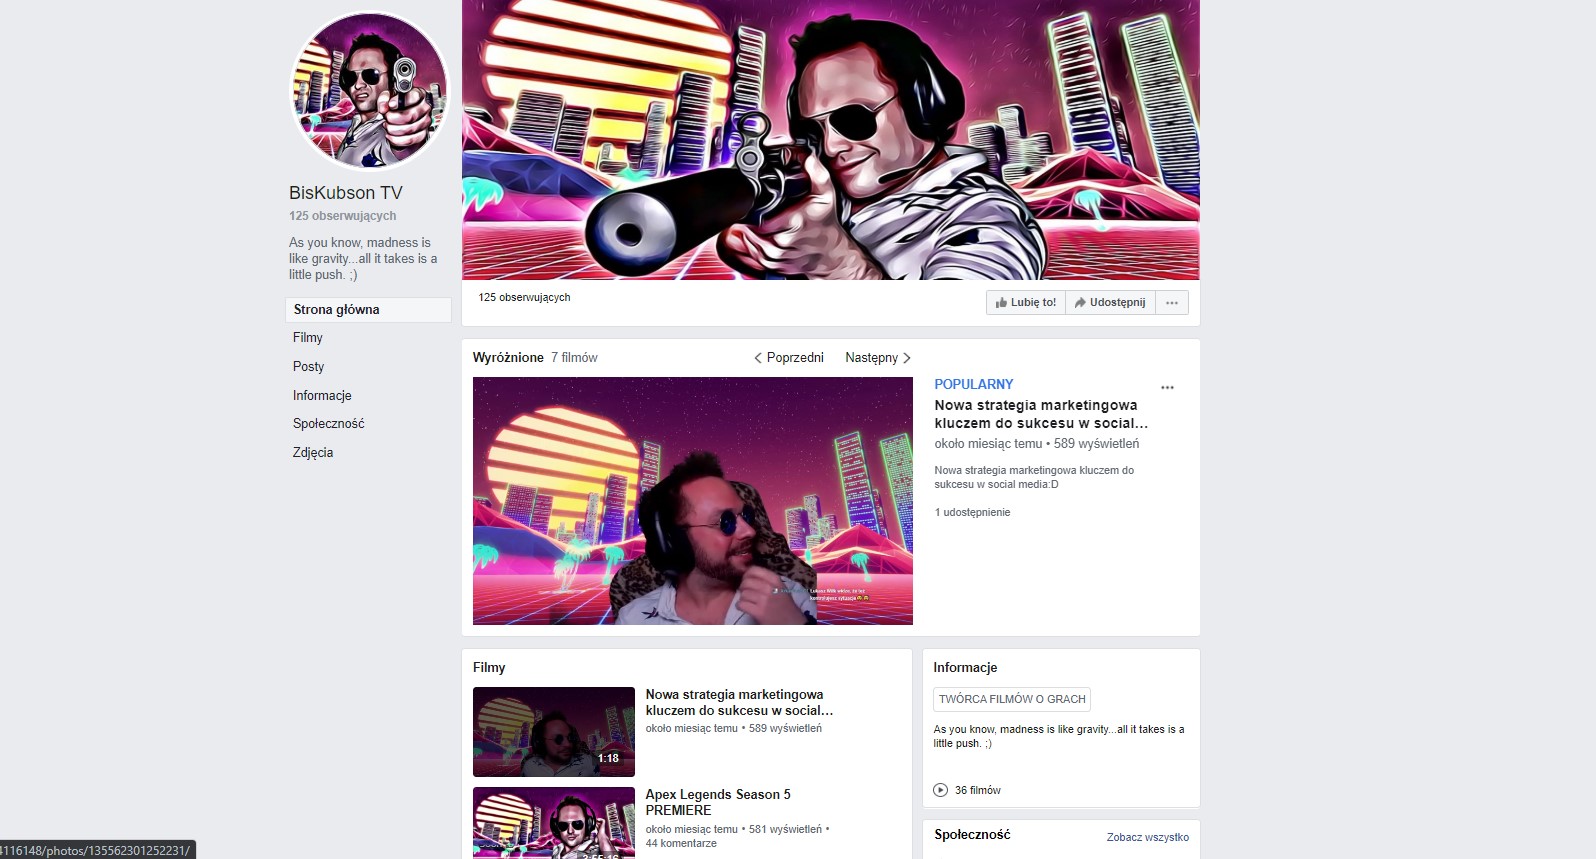 BisKubson TV
125 obserwujących
As you know, madness is
like gravity...all it takes is a
little push. ;)
Strona główna
Filmy
Posty
Informacje
Społeczność
Zdjęcia
125 obserwujących
Lubię to!
Udostępnij
Wyróżnione 7 filmów
Poprzedni
Następny
POPULARNY
Nowa strategia marketingowa
kluczem do sukcesu w social...
około miesiąc temu • 589 wyświetleń
Nowa strategia marketingowa kluczem do
sukcesu w social media:D
1 udostępnienie
Filmy
Nowa strategia marketingowa
kluczem do sukcesu w social...
około miesiąc temu • 589 wyświetleń
1:18
Apex Legends Season 5
PREMIERE
około miesiąc temu • 581 wyświetleń •
44 komentarze
3:55:16
Informacje
TWÓRCA FILMÓW O GRACH
As you know, madness is like gravity...all it takes is a
little push. ;)
36 filmów
Społeczność
Zobacz wszystko
4116148/photos/135562301252231/